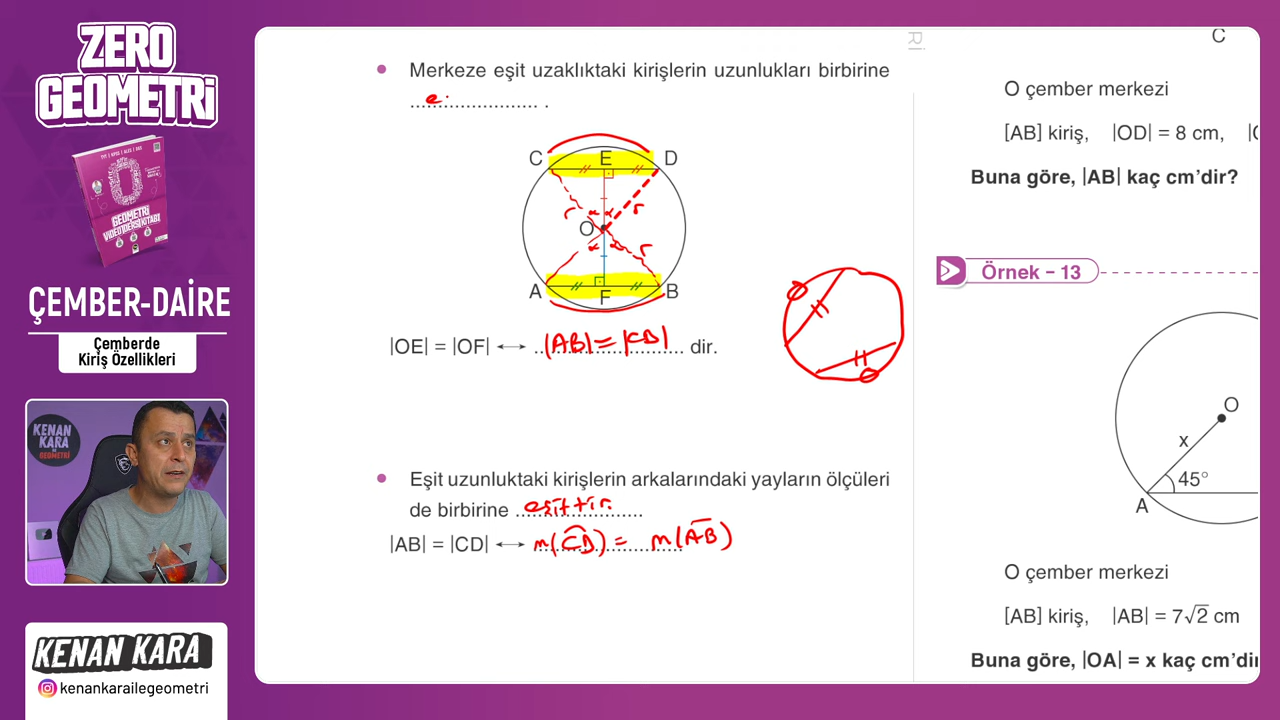 ZERO
GEOMETRİ
GEOMETRİ
VİDEO DERS KİTABI
ÇEMBER-DAİRE
Çemberde
Kiriş Özellikleri
KENAN
KARA
ile GEOMETRİ
KENAN KARA
kenankarailegeometri
• Merkeze eşit uzaklıktaki kirişlerin uzunlukları birbirine
e ...................... .
C E D
α α
r r
O
α α
r
A F B
|OE| = |OF| ↔ |AB| = |CD| dir.
• Eşit uzunluktaki kirişlerin arkalarındaki yayların ölçüleri
de birbirine eşittir
|AB| = |CD| ↔ m(CD) = m(AB)
C
O çember merkezi
[AB] kiriş, |OD| = 8 cm,
Buna göre, |AB| kaç cm’dir?
Örnek – 13
O
x
45°
A
O çember merkezi
[AB] kiriş, |AB| = 7√2 cm
Buna göre, |OA| = x kaç cm’dir